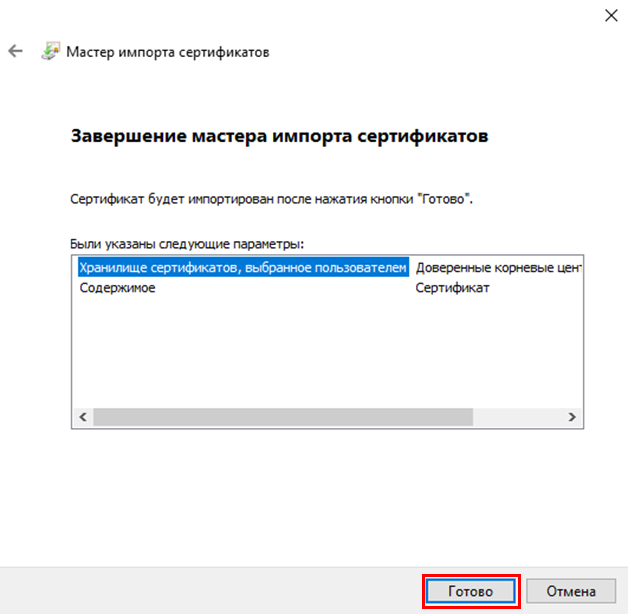 Мастер импорта сертификатов
Завершение мастера импорта сертификатов
Сертификат будет импортирован после нажатия кнопки "Готово".
Были указаны следующие параметры:
Хранилище сертификатов, выбранное пользователем Доверенные корневые цен
Содержимое Сертификат
Готово Отмена